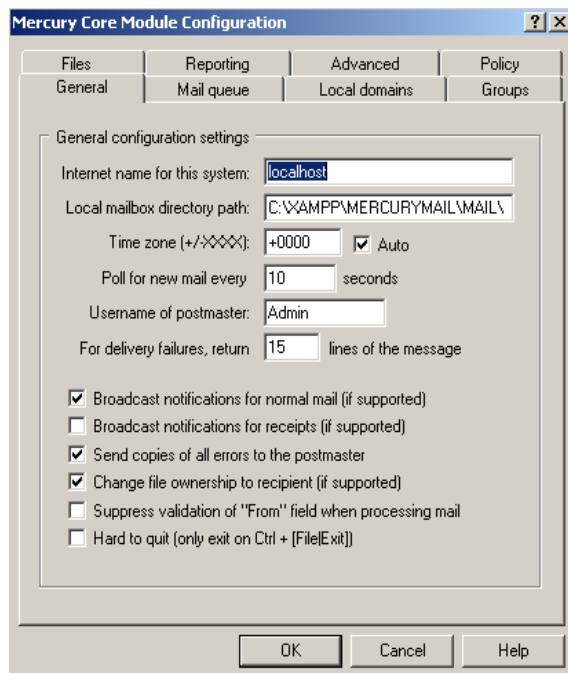 Mercury Core Module Configuration
Files Reporting Advanced Policy
General Mail queue Local domains Groups
General configuration settings
Internet name for this system: localhost
Local mailbox directory path: C:\XAMPP\MERCURYMAIL\MAIL\
Time zone (+/-XXXX): +0000 Auto
Poll for new mail every 10 seconds
Username of postmaster: Admin
For delivery failures, return 15 lines of the message
Broadcast notifications for normal mail (if supported)
Broadcast notifications for receipts (if supported)
Send copies of all errors to the postmaster
Change file ownership to recipient (if supported)
Suppress validation of "From" field when processing mail
Hard to quit (only exit on Ctrl + [File|Exit])
OK Cancel Help